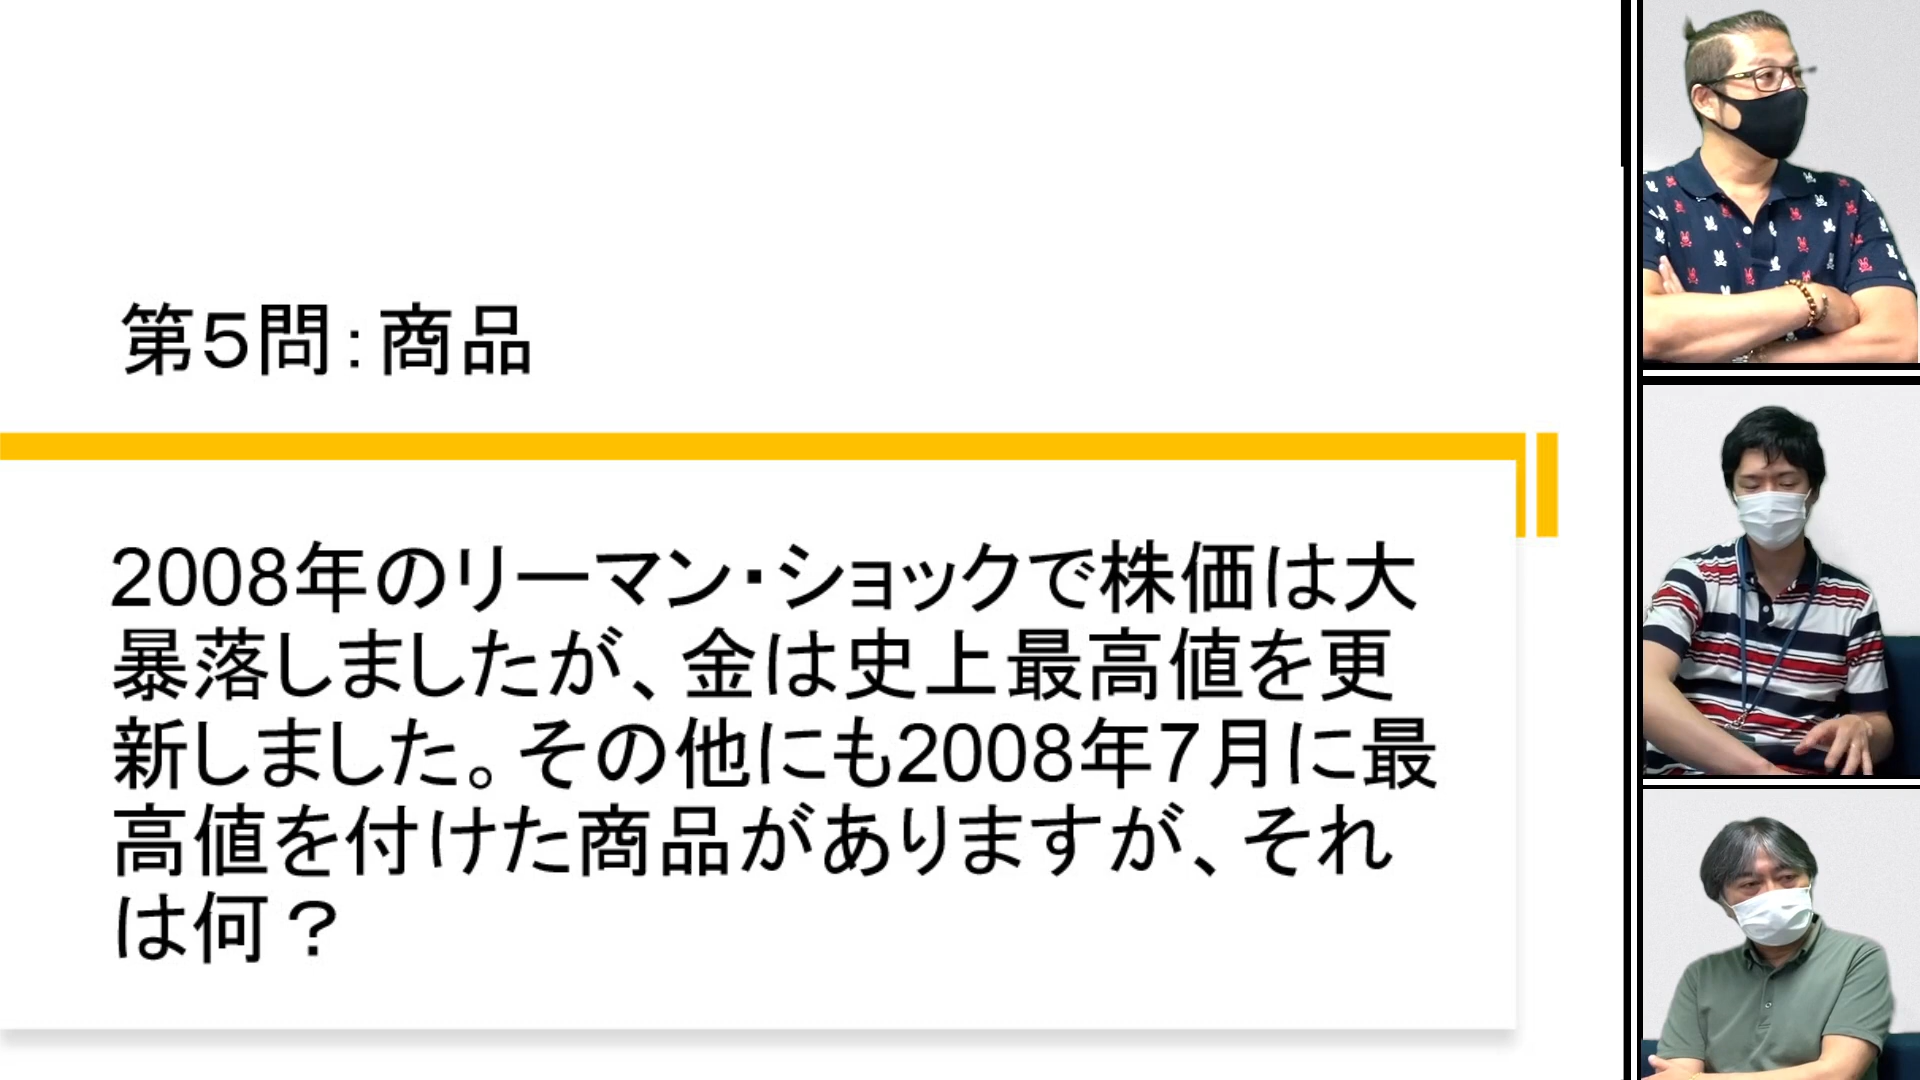 第５問：商品
2008年のリーマン・ショックで株価は大
暴落しましたが、金は史上最高値を更
新しました。その他にも2008年7月に最
高値を付けた商品がありますが、それ
は何？